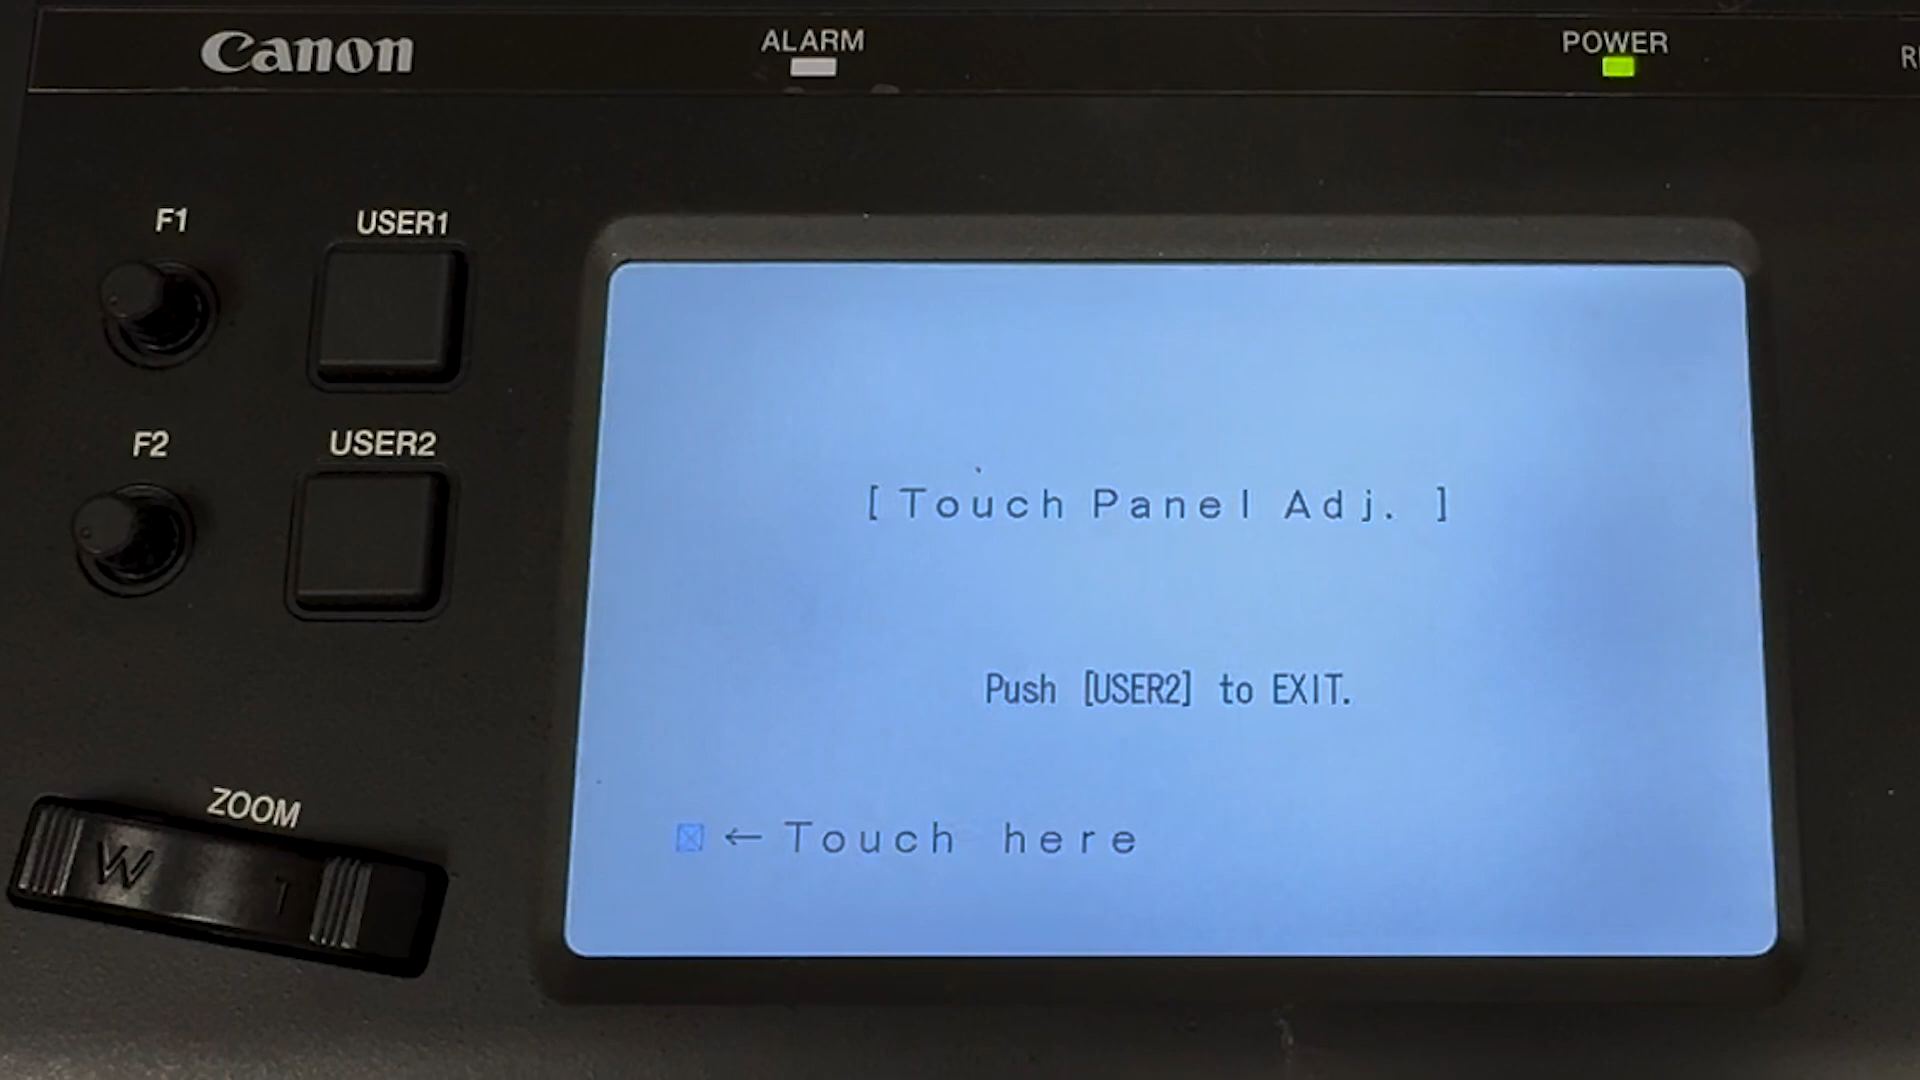 Canon
ALARM
POWER
F1
USER1
F2
USER2
[Touch Panel Adj. ]
Push [USER2] to EXIT.
←Touch here
ZOOM
W
T